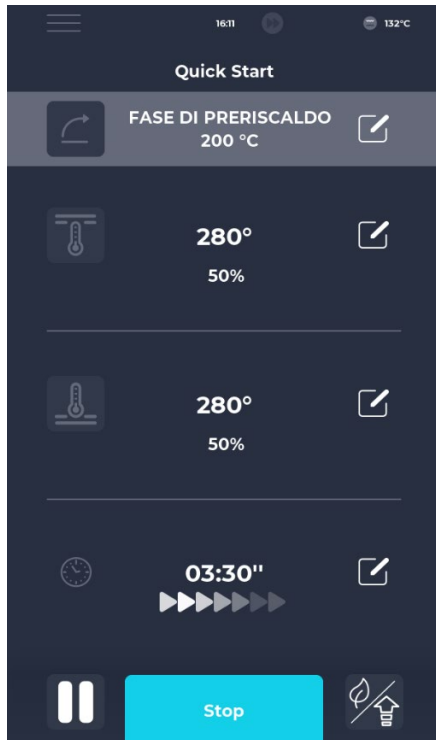 16:11
132°C
Quick Start
FASE DI PRERISCALDO
200 °C
280°
50%
280°
50%
03:30''
Stop